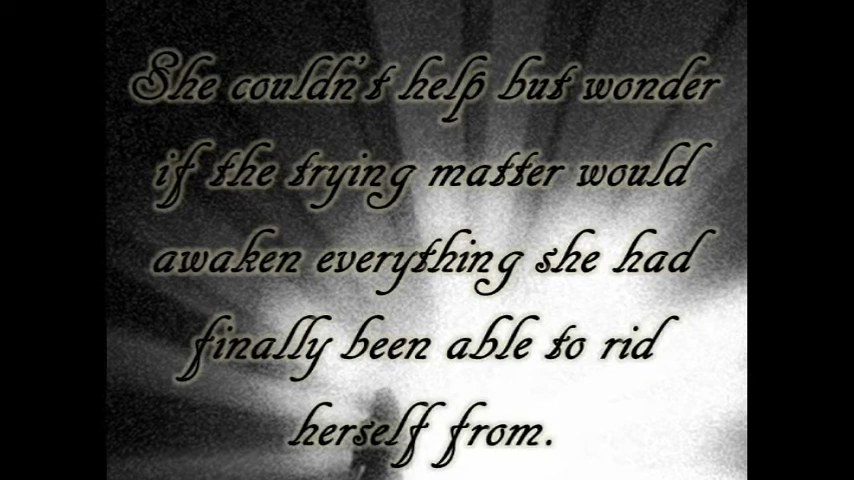 She couldn't help but wonder
if the trying matter would
awaken everything she had
finally been able to rid
herself from.